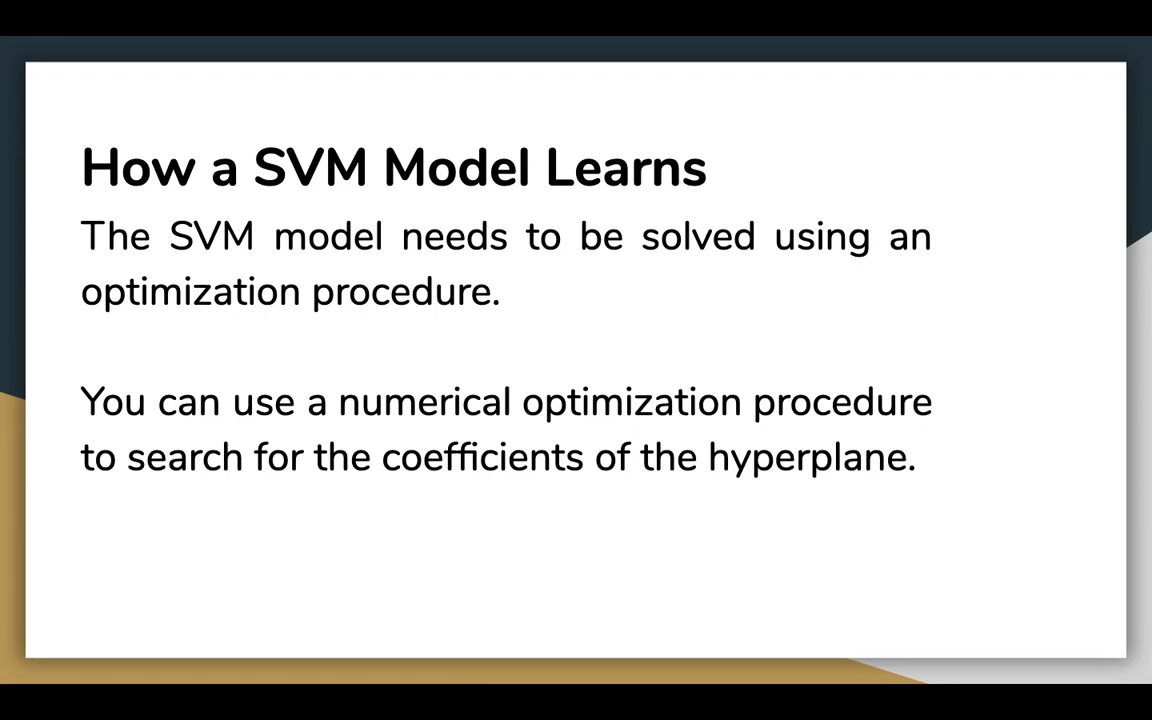 How a SVM Model Learns
The SVM model needs to be solved using an
optimization procedure.
You can use a numerical optimization procedure
to search for the coefficients of the hyperplane.